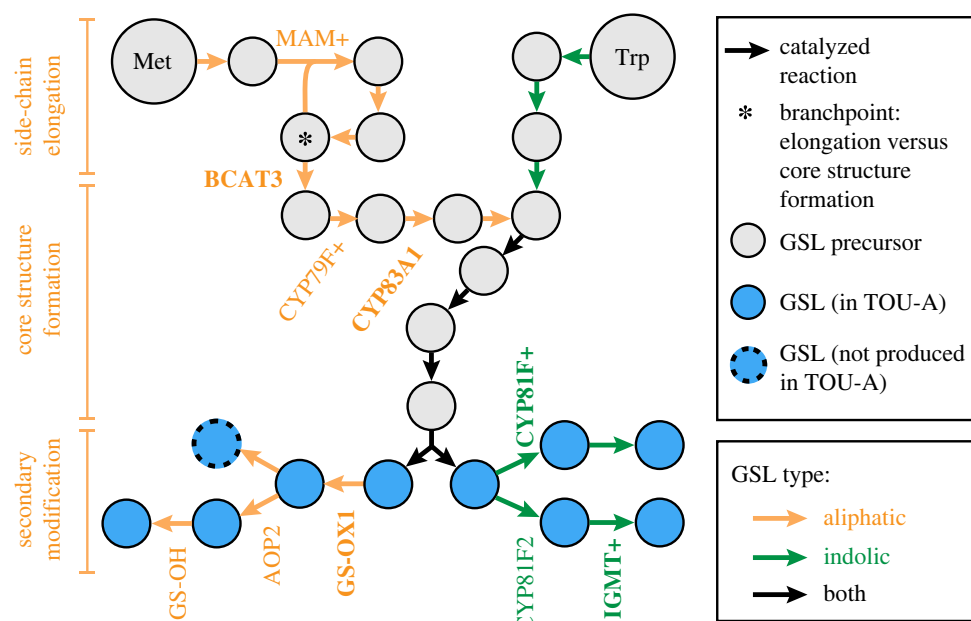 side-chain
elongation
core structure
formation
secondary
modification
Met
MAM+
Trp
*
BCAT3
CYP79F+
CYP83A1
CYP81F+
GS-OH
AOP2
GS-OX1
CYP81F2
IGMT+
catalyzed
reaction
* branchpoint:
elongation versus
core structure
formation
GSL precursor
GSL (in TOU-A)
GSL (not produced
in TOU-A)
GSL type:
aliphatic
indolic
both